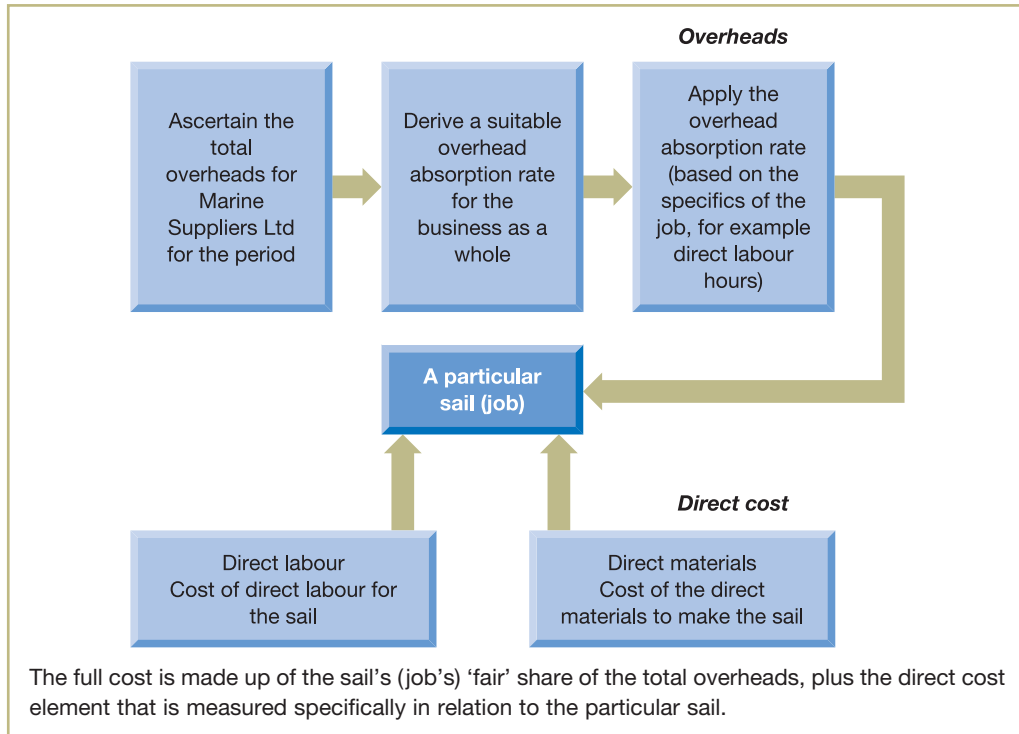 Overheads
Ascertain the
total
overheads for
Marine
Suppliers Ltd
for the period
Derive a suitable
overhead
absorption rate
for the
business as a
whole
Apply the
overhead
absorption rate
(based on the
specifics of the
job, for example
direct labour
hours)
A particular
sail (job)
Direct cost
Direct labour
Cost of direct labour for
the sail
Direct materials
Cost of the direct
materials to make the sail
The full cost is made up of the sail's (job's) 'fair' share of the total overheads, plus the direct cost
element that is measured specifically in relation to the particular sail.